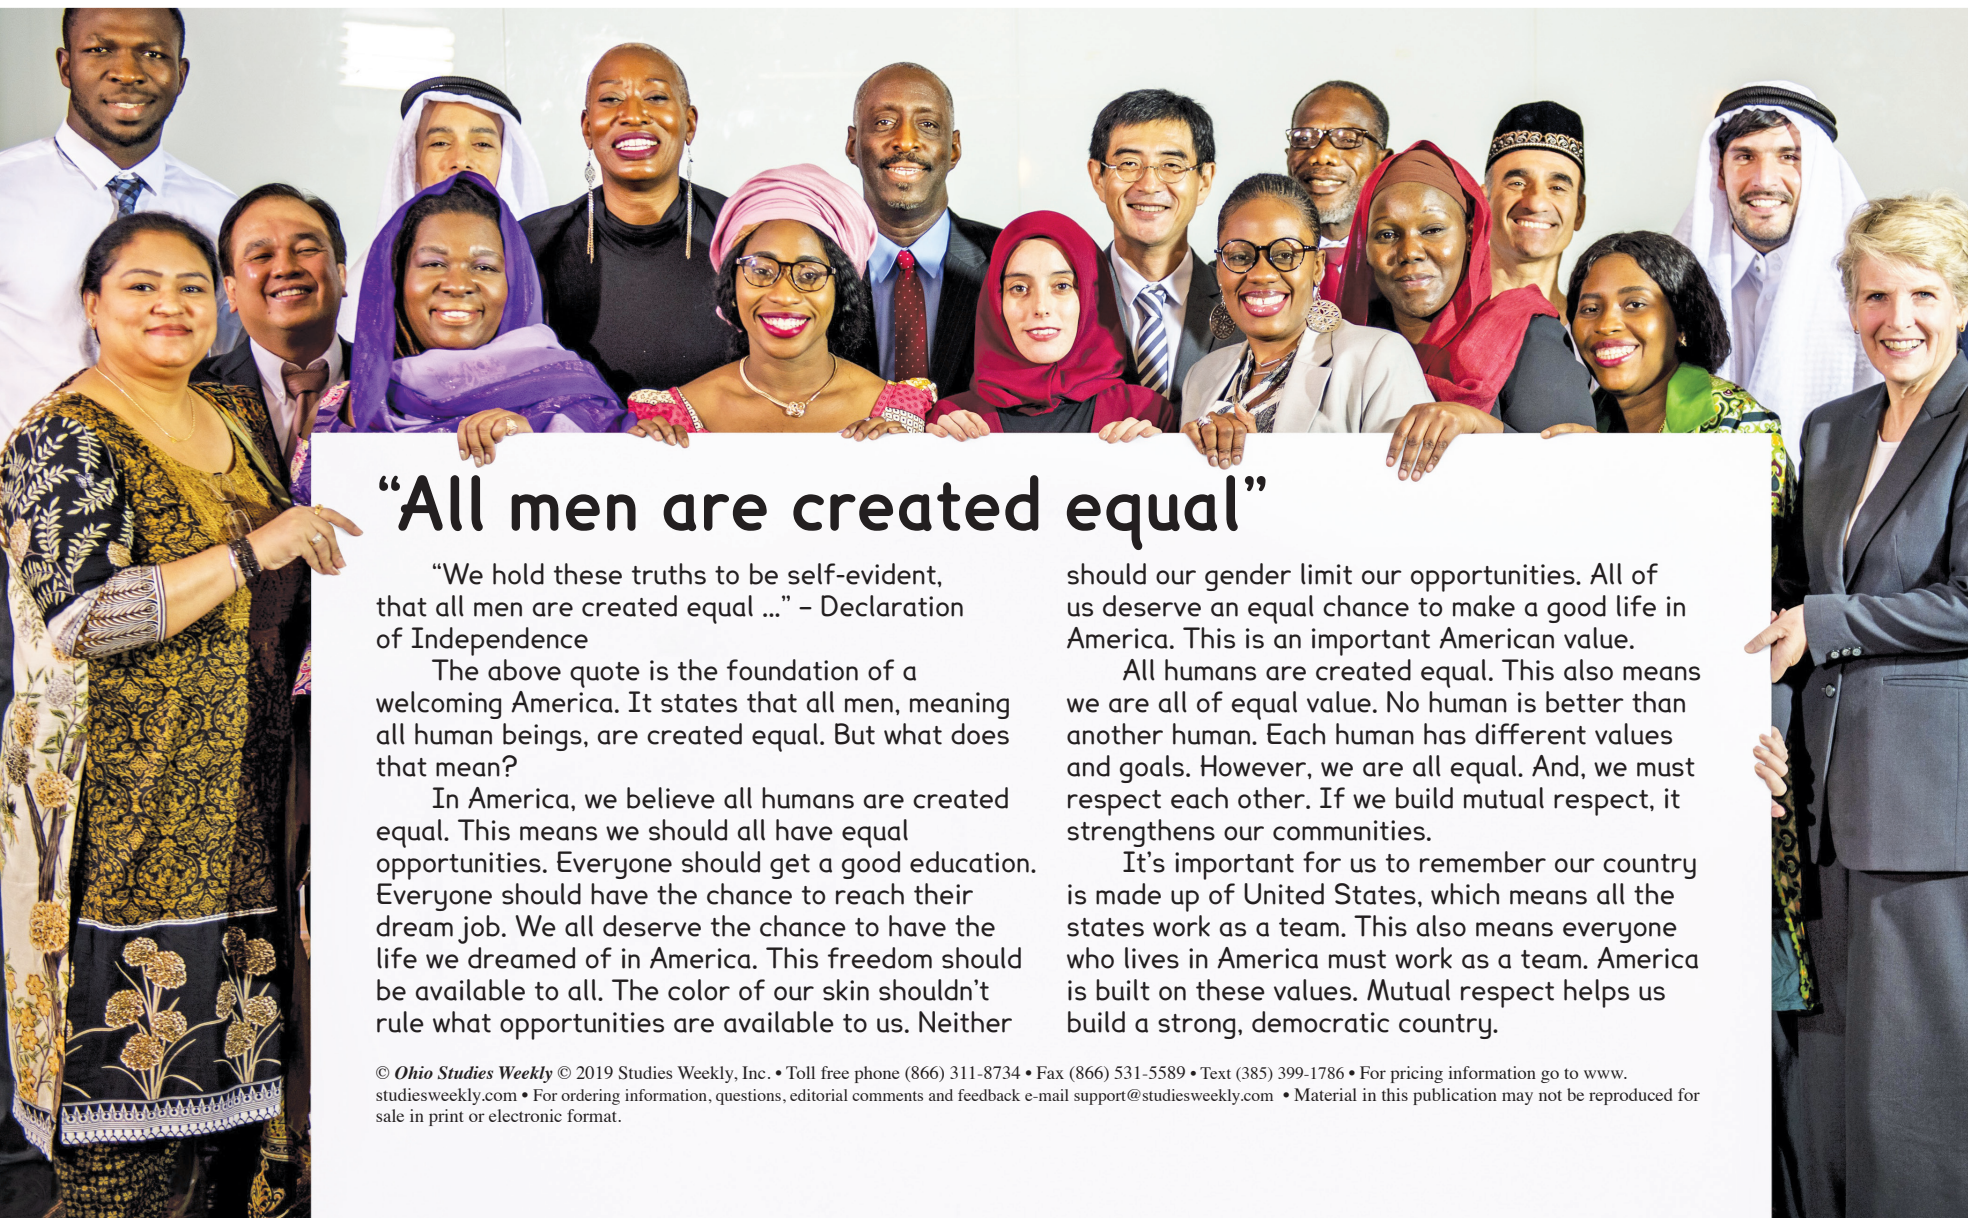 “All men are created equal”
“We hold these truths to be self-evident,
that all men are created equal ...” – Declaration
of Independence
The above quote is the foundation of a
welcoming America. It states that all men, meaning
all human beings, are created equal. But what does
that mean?
In America, we believe all humans are created
equal. This means we should all have equal
opportunities. Everyone should get a good education.
Everyone should have the chance to reach their
dream job. We all deserve the chance to have the
life we dreamed of in America. This freedom should
be available to all. The color of our skin shouldn’t
rule what opportunities are available to us. Neither
should our gender limit our opportunities. All of
us deserve an equal chance to make a good life in
America. This is an important American value.
All humans are created equal. This also means
we are all of equal value. No human is better than
another human. Each human has different values
and goals. However, we are all equal. And, we must
respect each other. If we build mutual respect, it
strengthens our communities.
It’s important for us to remember our country
is made up of United States, which means all the
states work as a team. This also means everyone
who lives in America must work as a team. America
is built on these values. Mutual respect helps us
build a strong, democratic country.
© Ohio Studies Weekly © 2019 Studies Weekly, Inc. • Toll free phone (866) 311-8734 • Fax (866) 531-5589 • Text (385) 399-1786 • For pricing information go to www.
studiesweekly.com • For ordering information, questions, editorial comments and feedback e-mail support@studiesweekly.com • Material in this publication may not be reproduced for
sale in print or electronic format.